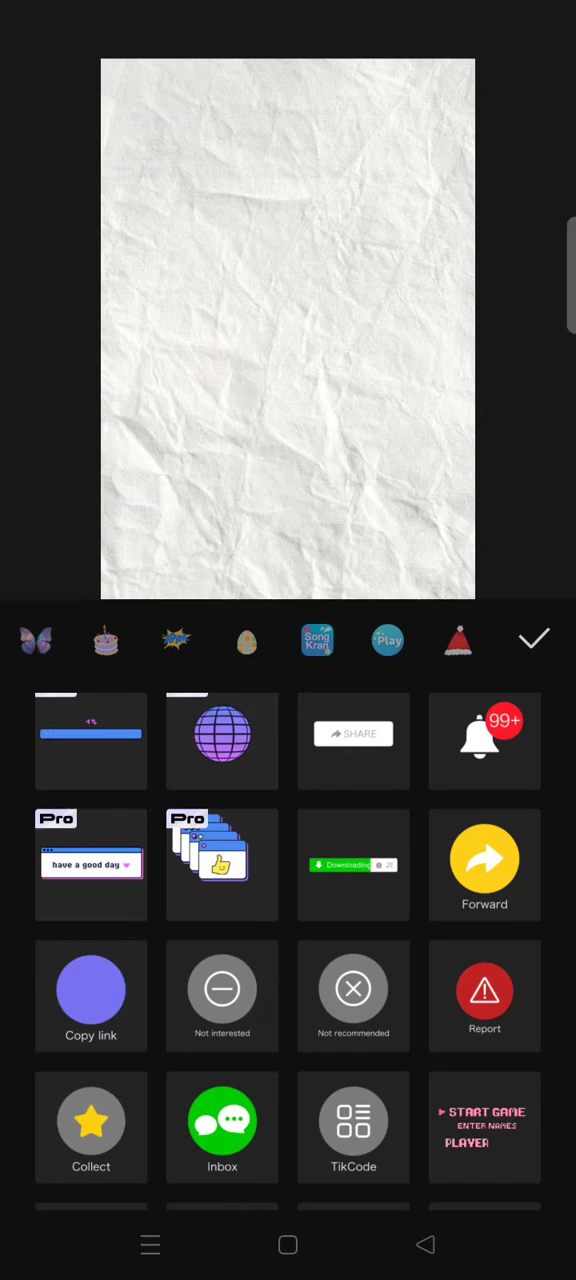 Song
Kran
Play
SHARE
99+
Pro
have a good day
Pro
Downloading
Forward
Copy link
Not interested
Not recommended
Report
Collect
Inbox
TikCode
START GAME
ENTER NAMES
PLAYER